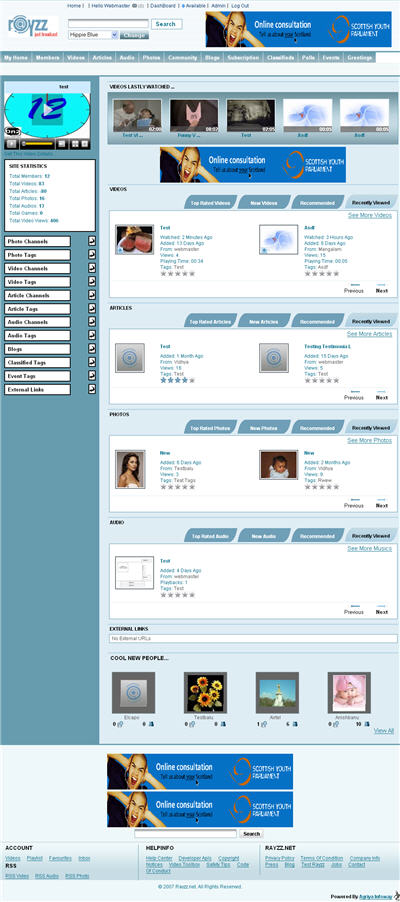 Home | Hello Webmaster (0) | DashBoard | Available | Admin | Log Out
rayzz
just broadcast
Search
Hippie Blue
Change
Online consultation
Tell us about your Scotland
SCOTTISH YOUTH
PARLIAMENT
My Home Members Videos Articles Audio Photos Community Blogs Subscription Classifieds Polls Events Greetings
Test
12
SITE STATISTICS
Total Members: 12
Total Videos: 83
Total Photos: 16
Total Audios: 13
Total Games: 0
Total Video Views: 406
Photo Channels
Photo Tags
Video Channels
Video Tags
Article Channels
Article Tags
Audio Channels
Audio Tags
Blogs
Classified Tags
Event Tags
External Links
VIDEOS LASTLY WATCHED ...
02:00 00:02 00:05 00:05
Test Vi ... Funny V ... Test Asdf Asdf
Online consultation
Tell us about your Scotland
SCOTTISH YOUTH
PARLIAMENT
VIDEOS
Top Rated Videos New Videos Recommended Recently Viewed
See More Videos
Test
Watched: 2 Minutes Ago
Added: 13 Days Ago
From: webmaster
Views: 4
Playing Time: 00:34
Tags: Test
Asdf
Watched: 3 Hours Ago
Added: 6 Days Ago
From: Mangalam
Views: 15
Playing Time: 00:05
Tags: Asdf
Previous Next
ARTICLES
Top Rated Articles New Articles Recommended Recently Viewed
See More Articles
Test
Added: 1 Month Ago
From: Vidhya
Views: 18
Tags: Test
Testing Testimonia L
Added: 15 Days Ago
From: webmaster
Views: 5
Tags: Test
Previous Next
PHOTOS
Top Rated Photos New Photos Recommended Recently Viewed
See More Photos
New
Added: 6 Days Ago
From: Testbalu
Views: 3
Tags: Test Tags
New
Added: 2 Months Ago
From: Vidhya
Views: 9
Tags: Rwew
Previous Next
AUDIO
Top Rated Audio New Audio Recommended Recently Viewed
See More Musics
Test
Added: 4 Days Ago
From: webmaster
Playbacks: 1
Tags: Test
Previous Next
EXTERNAL LINKS
No External URLs
COOL NEW PEOPLE...
Elcapo Testbalu Airtel Anishbanu
0 0 0 0 1 6 0 10
View All
Online consultation
Tell us about your Scotland
SCOTTISH YOUTH
PARLIAMENT
Online consultation
Tell us about your Scotland
SCOTTISH YOUTH
PARLIAMENT
Search
ACCOUNT
Videos Playlist Favourites Inbox
RSS
RSS Video RSS Audio RSS Photo
HELP/INFO
Help Center Developer Apis Copyright
Notices Video Toolbox Safety Tips Code
Of Conduct
RAYZZ.NET
Privacy Policy Terms Of Condition Company Info
Press Blog Test Rayzz Jobs Contact
© 2007 Rayzz.net. All Rights Reserved.
Powered By Agriya Infoway